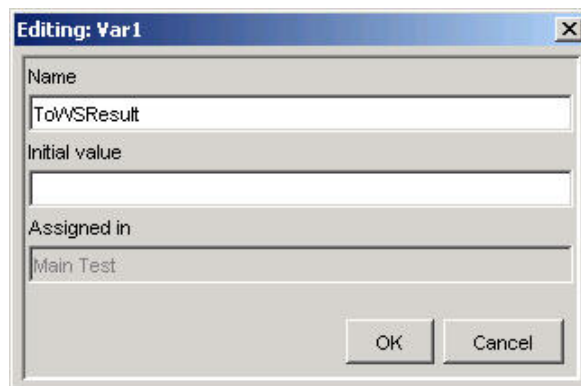 Editing: Var1
Name
ToWSResult
Initial value
Assigned in
Main Test
OK Cancel